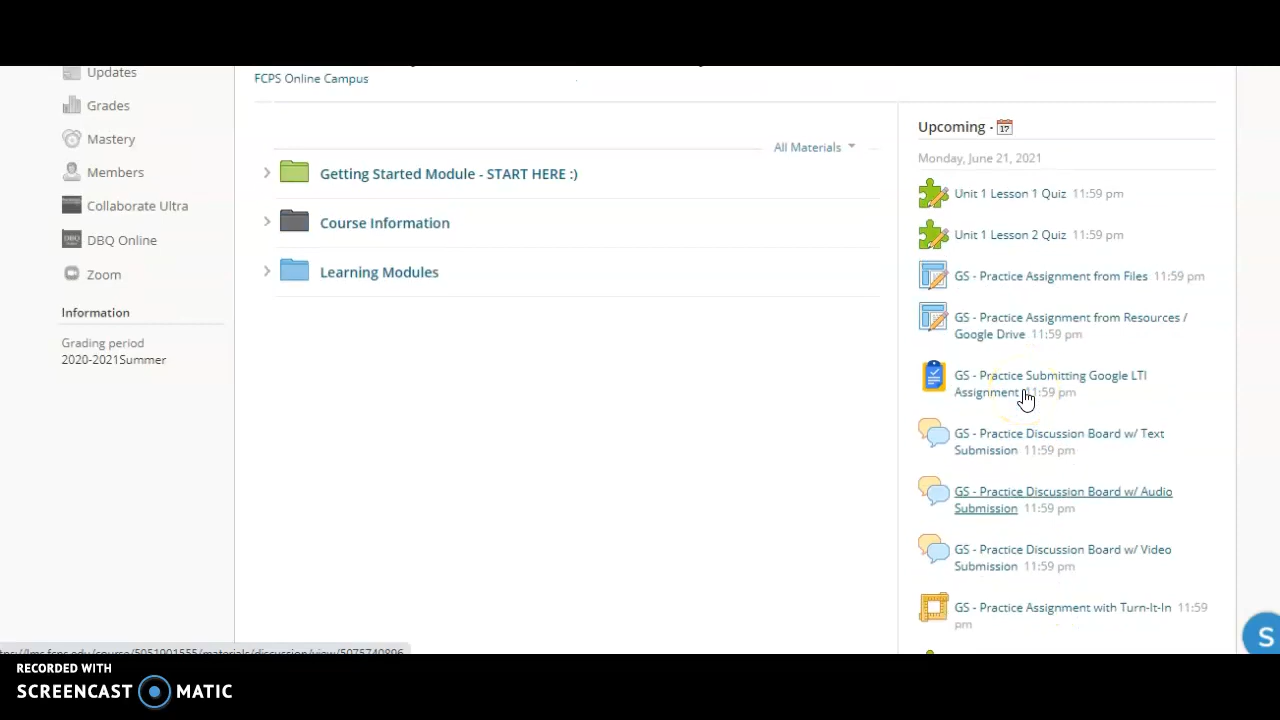 Updates
Grades
Mastery
Members
Collaborate Ultra
DBQ Online
Zoom
Information
Grading period
2020-2021Summer
FCPS Online Campus
All Materials
Getting Started Module - START HERE :)
Course Information
Learning Modules
Upcoming · 17
Monday, June 21, 2021
Unit 1 Lesson 1 Quiz 11:59 pm
Unit 1 Lesson 2 Quiz 11:59 pm
GS - Practice Assignment from Files 11:59 pm
GS - Practice Assignment from Resources /
Google Drive 11:59 pm
GS - Practice Submitting Google LTI
Assignment 11:59 pm
GS - Practice Discussion Board w/ Text
Submission 11:59 pm
GS - Practice Discussion Board w/ Audio
Submission 11:59 pm
GS - Practice Discussion Board w/ Video
Submission 11:59 pm
GS - Practice Assignment with Turn-It-In 11:59
pm
S
RECORDED WITH
SCREENCAST MATIC